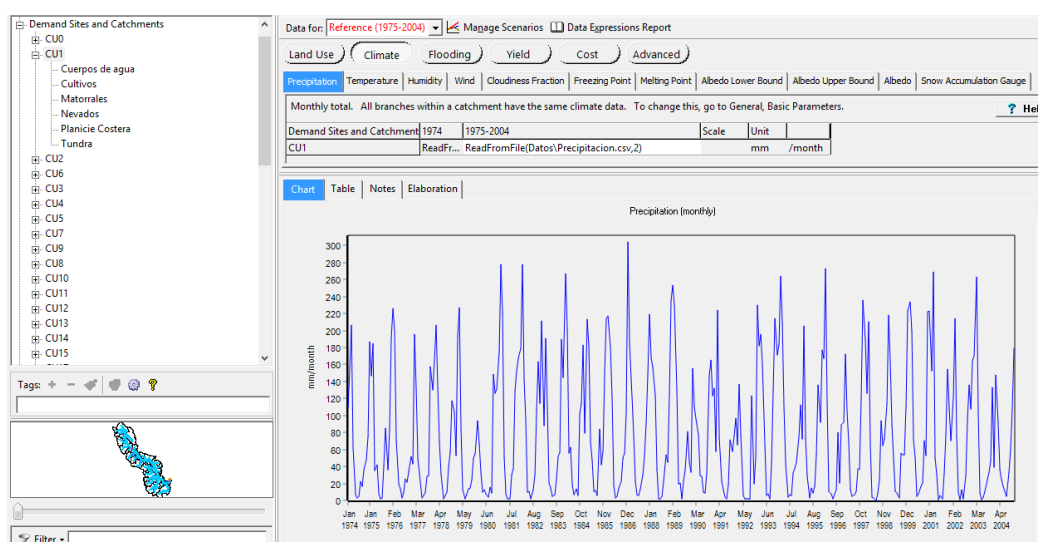 Demand Sites and Catchments
CU0
CU1
Cuerpos de agua
Cultivos
Matorrales
Nevados
Planicie Costera
Tundra
CU2
CU6
CU3
CU4
CU5
CU7
CU9
CU8
CU10
CU11
CU12
CU13
CU14
CU15
Tags:
Filter
Data for: Reference (1975-2004) Manage Scenarios Data Expressions Report
Land Use Climate Flooding Yield Cost Advanced
Precipitation Temperature Humidity Wind Cloudiness Fraction Freezing Point Melting Point Albedo Lower Bound Albedo Upper Bound Albedo Snow Accumulation Gauge
Monthly total. All branches within a catchment have the same climate data. To change this, go to General, Basic Parameters. ? Hel
Demand Sites and Catchment 1974 1975-2004 Scale Unit
CU1 ReadFr... ReadFromFile(Datos\Precipitacion.csv,2) mm /month
Chart Table Notes Elaboration
Precipitation (monthly)
mm/month
300
280
260
240
220
200
180
160
140
120
100
80
60
40
20
0
Jan Jan Feb Mar Apr May Jun Jul Aug Sep Oct Nov Dec Jan Feb Mar Apr May Jun Jul Aug Sep Oct Nov Dec Jan Feb Mar Apr
1974 1975 1976 1977 1978 1979 1980 1981 1982 1983 1984 1985 1986 1988 1989 1990 1991 1992 1993 1994 1995 1996 1997 1998 1999 2001 2002 2003 2004